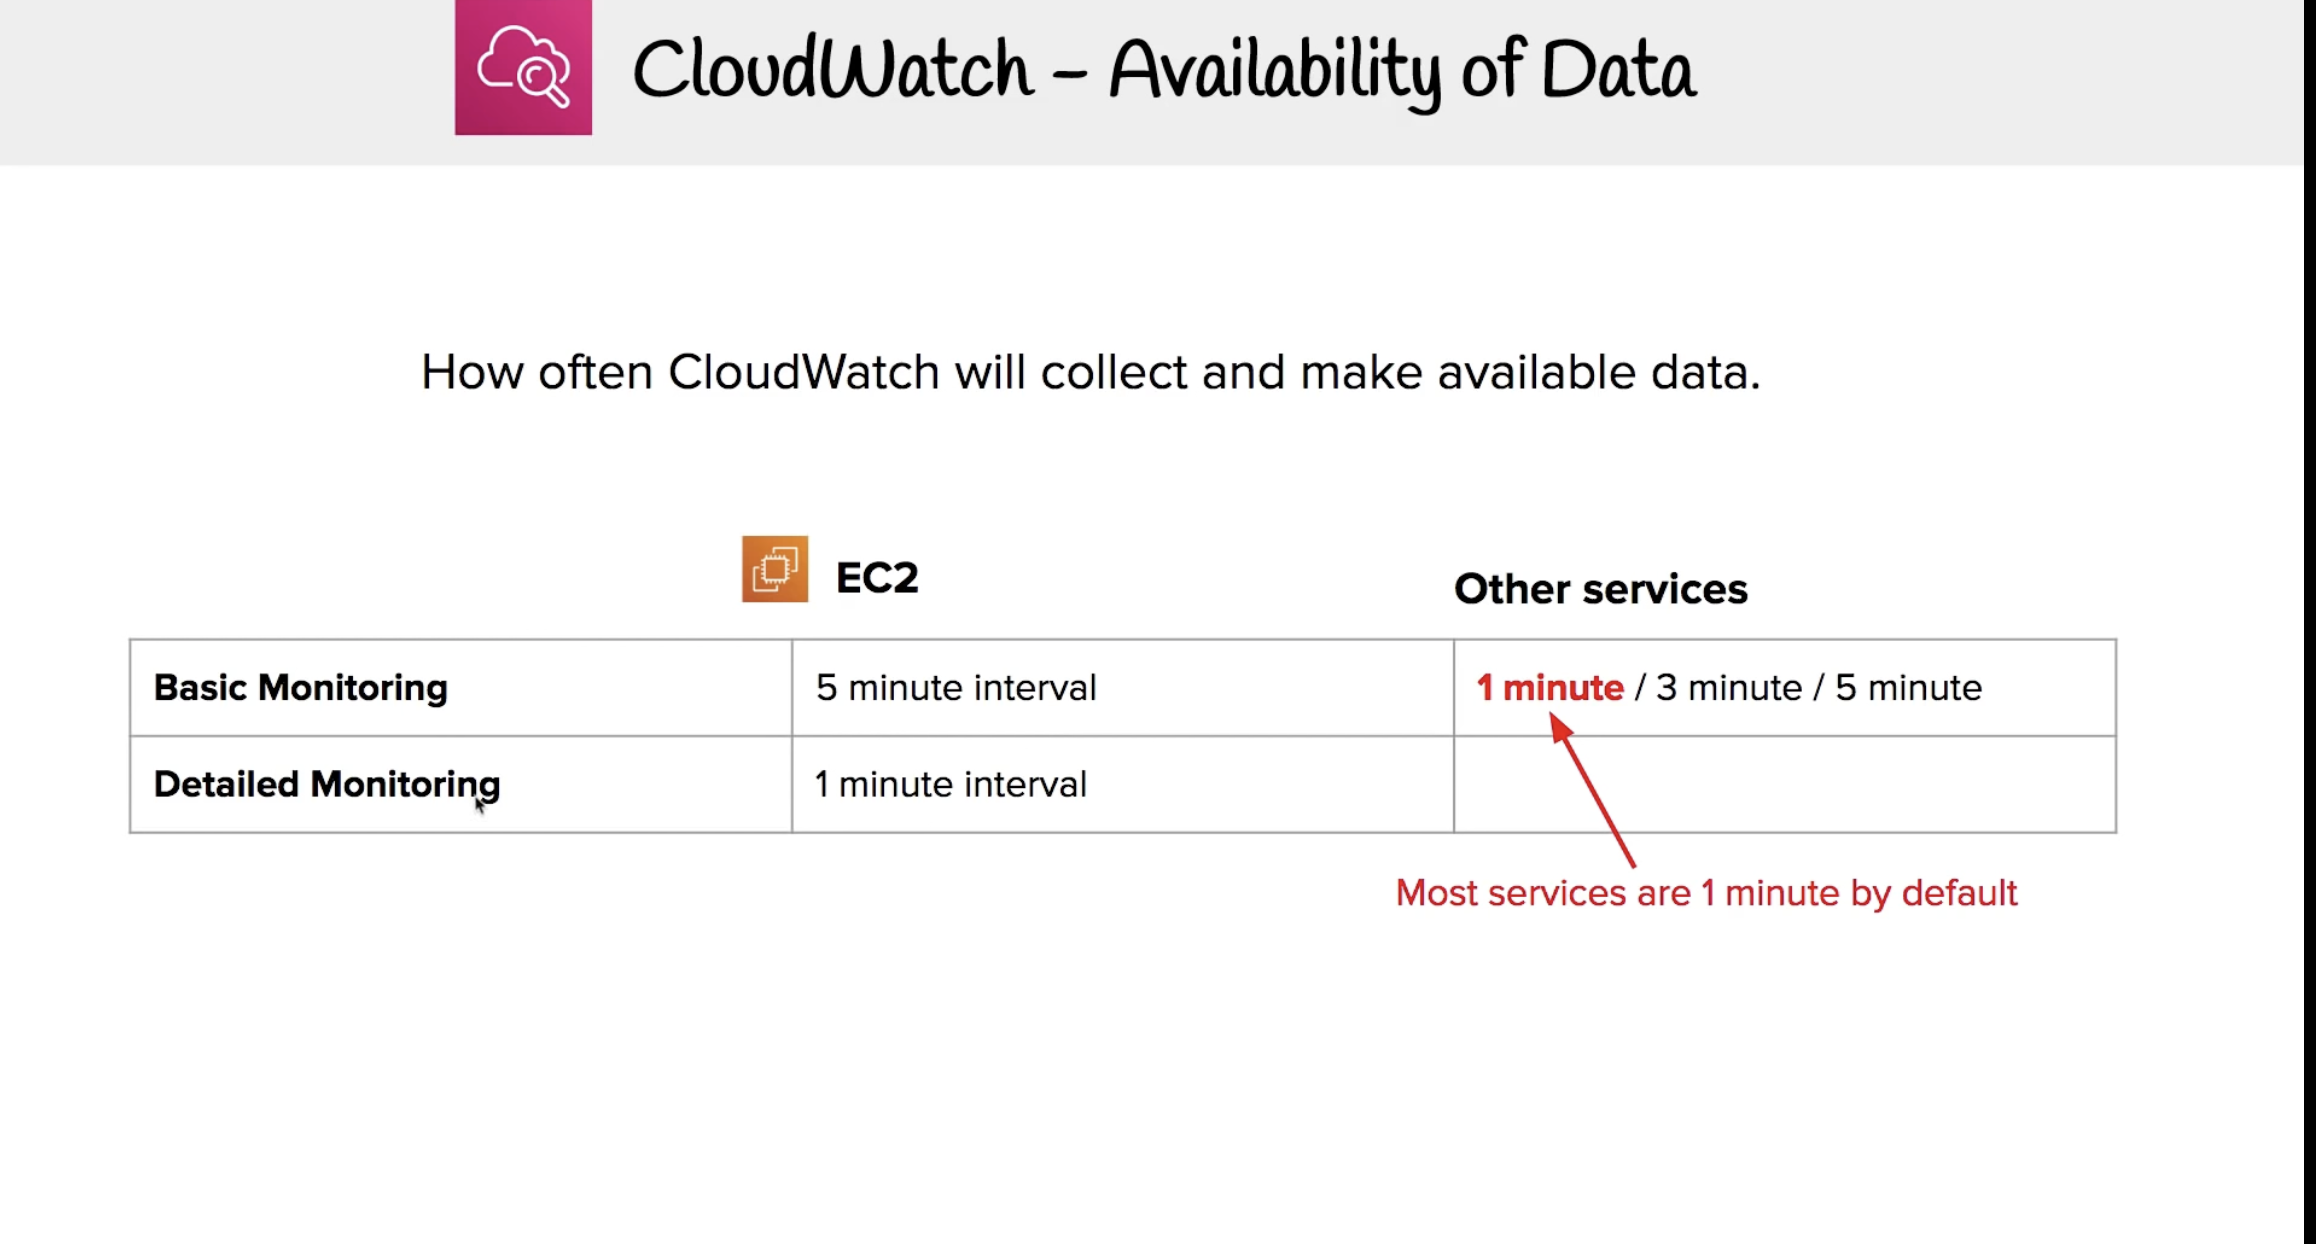 CloudWatch - Availability of Data
How often CloudWatch will collect and make available data.
EC2
Other services
Basic Monitoring
5 minute interval
1 minute / 3 minute / 5 minute
Detailed Monitoring
1 minute interval
Most services are 1 minute by default